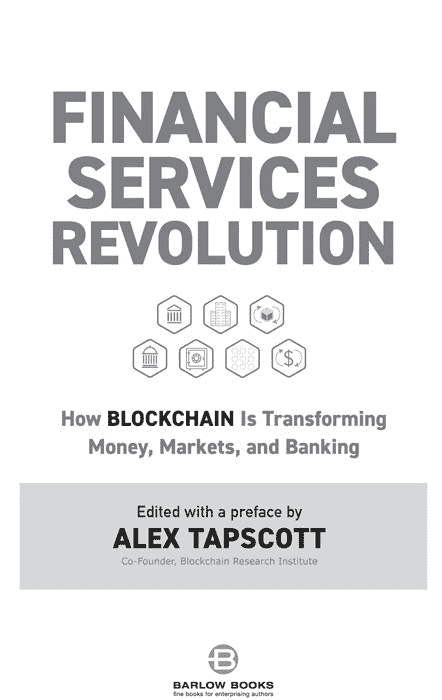 FINANCIAL
SERVICES
REVOLUTION
$
How BLOCKCHAIN Is Transforming
Money, Markets, and Banking
Edited with a preface by
ALEX TAPSCOTT
Co-Founder, Blockchain Research Institute
B
BARLOW BOOKS
fine books for enterprising authors